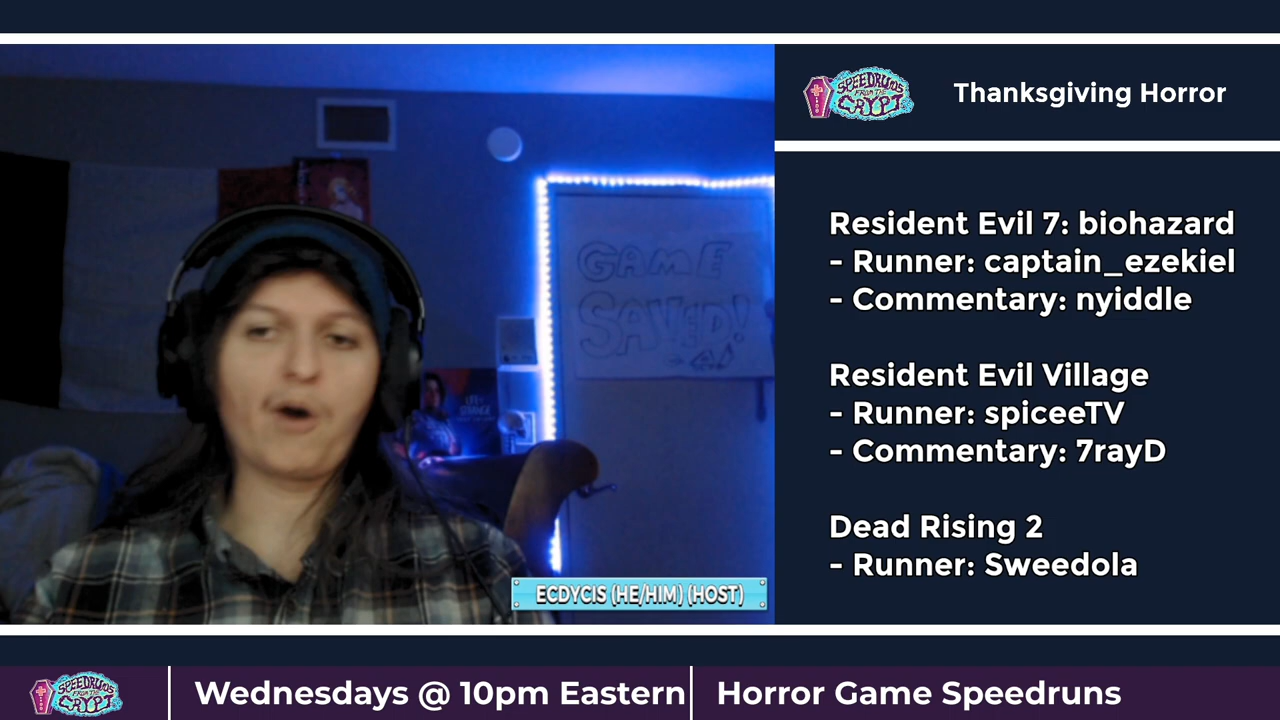 SPEEDRUNS
FROM THE
CRYPT
Thanksgiving Horror
GAME
SAVED!
LIFE
STRANGE
Resident Evil 7: biohazard
- Runner: captain_ezekiel
- Commentary: nyiddle
Resident Evil Village
- Runner: spiceeTV
- Commentary: 7rayD
Dead Rising 2
- Runner: Sweedola
ECDYCIS (HE/HIM) (HOST)
SPEEDRUNS
FROM THE
CRYPT
Wednesdays @ 10pm Eastern
Horror Game Speedruns